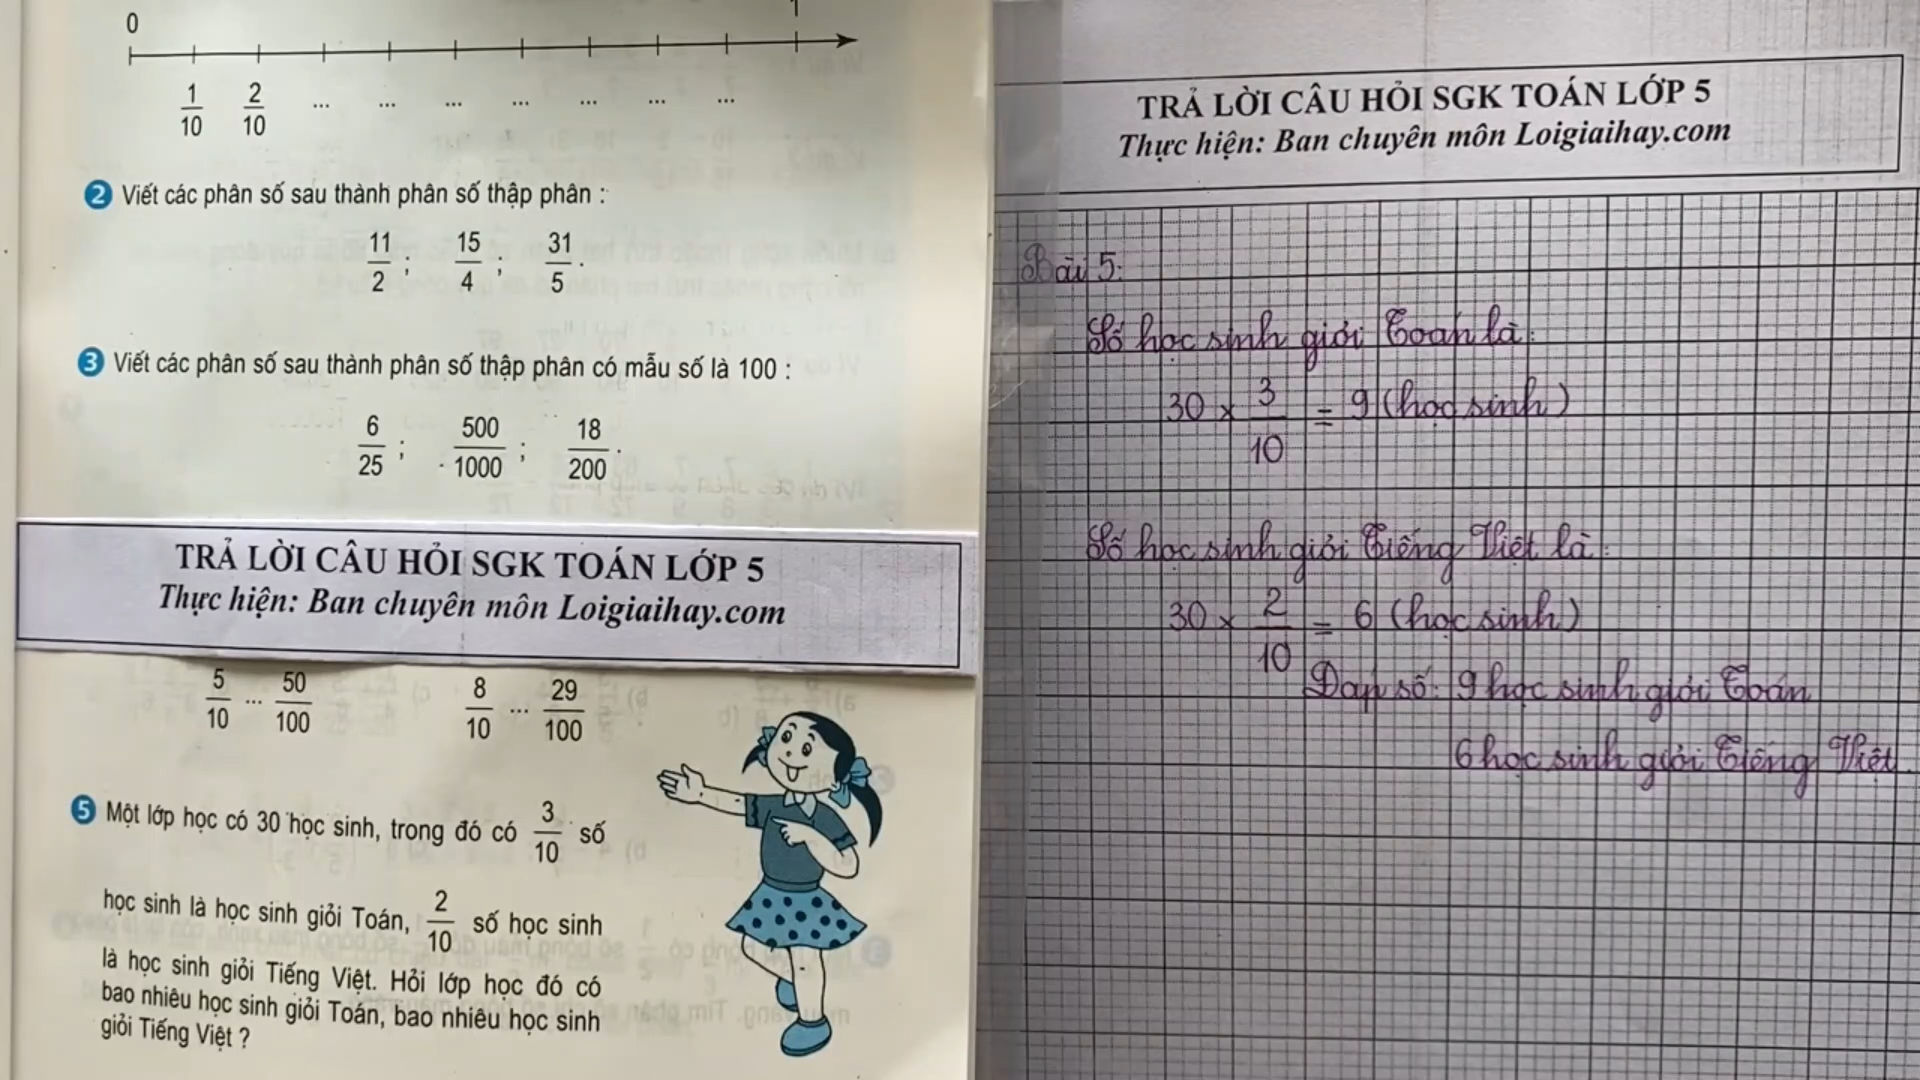 0 1
1/10 2/10 ... ... ... ... ... ... ...
2 Viết các phân số sau thành phân số thập phân :
11/2 ; 15/4 ; 31/5 .
3 Viết các phân số sau thành phân số thập phân có mẫu số là 100 :
6/25 ; 500/1000 ; 18/200 .
TRẢ LỜI CÂU HỎI SGK TOÁN LỚP 5
Thực hiện: Ban chuyên môn Loigiaihay.com
5/10 ... 50/100 8/10 ... 29/100
5 Một lớp học có 30 học sinh, trong đó có 3/10 số
học sinh là học sinh giỏi Toán, 2/10 số học sinh
là học sinh giỏi Tiếng Việt. Hỏi lớp học đó có
bao nhiêu học sinh giỏi Toán, bao nhiêu học sinh
giỏi Tiếng Việt ?
TRẢ LỜI CÂU HỎI SGK TOÁN LỚP 5
Thực hiện: Ban chuyên môn Loigiaihay.com
Bài 5:
Số học sinh giỏi Toán là:
30 × 3/10 = 9 (học sinh)
Số học sinh giỏi Tiếng Việt là:
30 × 2/10 = 6 (học sinh)
Đáp số: 9 học sinh giỏi Toán
6 học sinh giỏi Tiếng Việt.